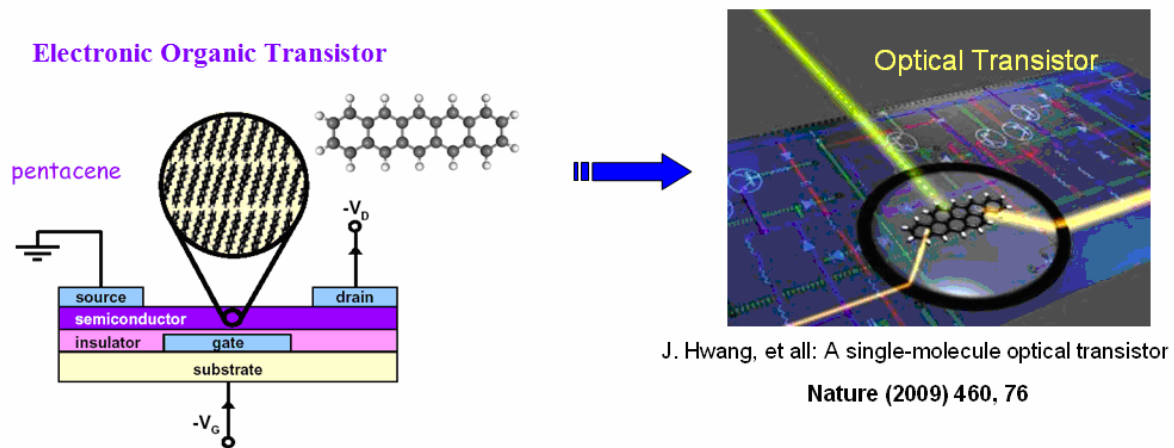 Electronic Organic Transistor
pentacene
-VD
source
drain
semiconductor
insulator
gate
substrate
-VG
Optical Transistor
J. Hwang, et all: A single-molecule optical transistor
Nature (2009) 460, 76